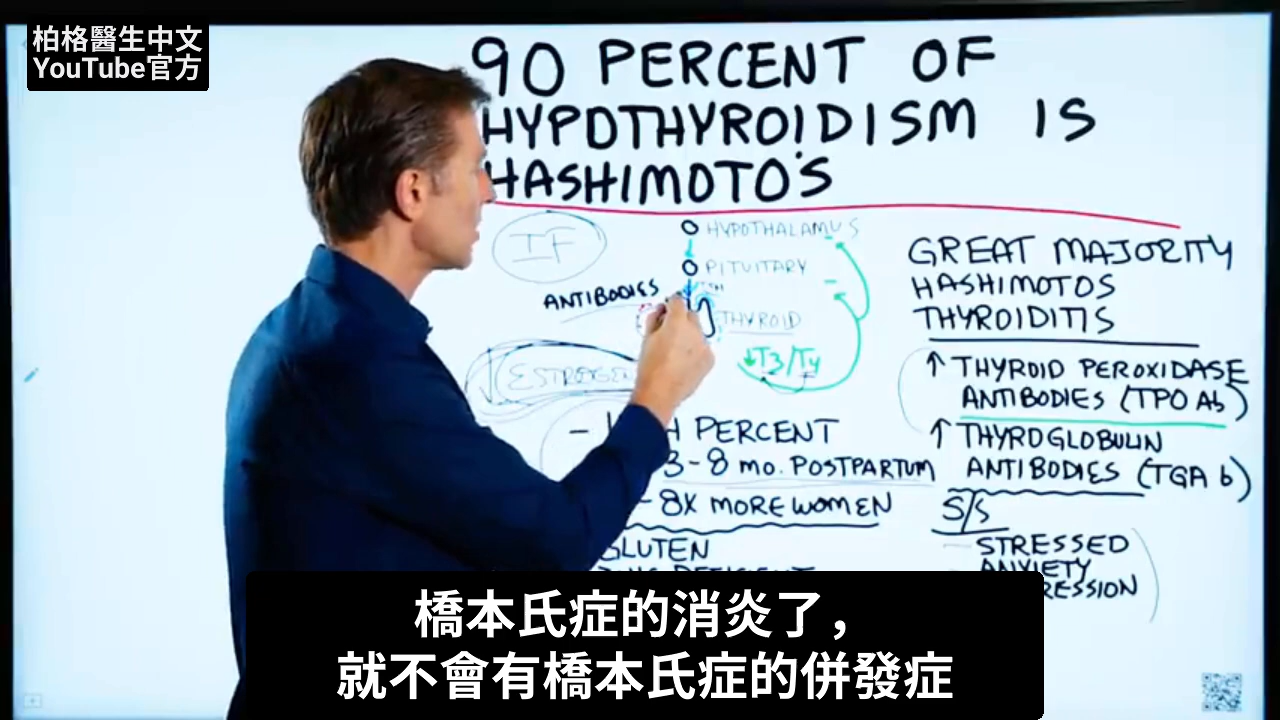 柏格醫生中文
YouTube官方
90 PERCENT OF
HYPOTHYROIDISM IS
HASHIMOTO'S
IF
HYPOTHALAMUS
PITUITARY
ANTIBODIES
TSH
THYROID
↓T3/T4
ESTROGE
PERCENT
3-8 MO. POSTPARTUM
- 8X MORE WOMEN
GLUTEN
GREAT MAJORITY
HASHIMOTOS
THYROIDITIS
↑ THYROID PEROXIDASE
ANTIBODIES (TPO Ab)
↑ THYROGLOBULIN
ANTIBODIES (TGA b)
S/S
- STRESSED
ANXIETY
RESSION
橋本氏症的消炎了，
就不會有橋本氏症的併發症